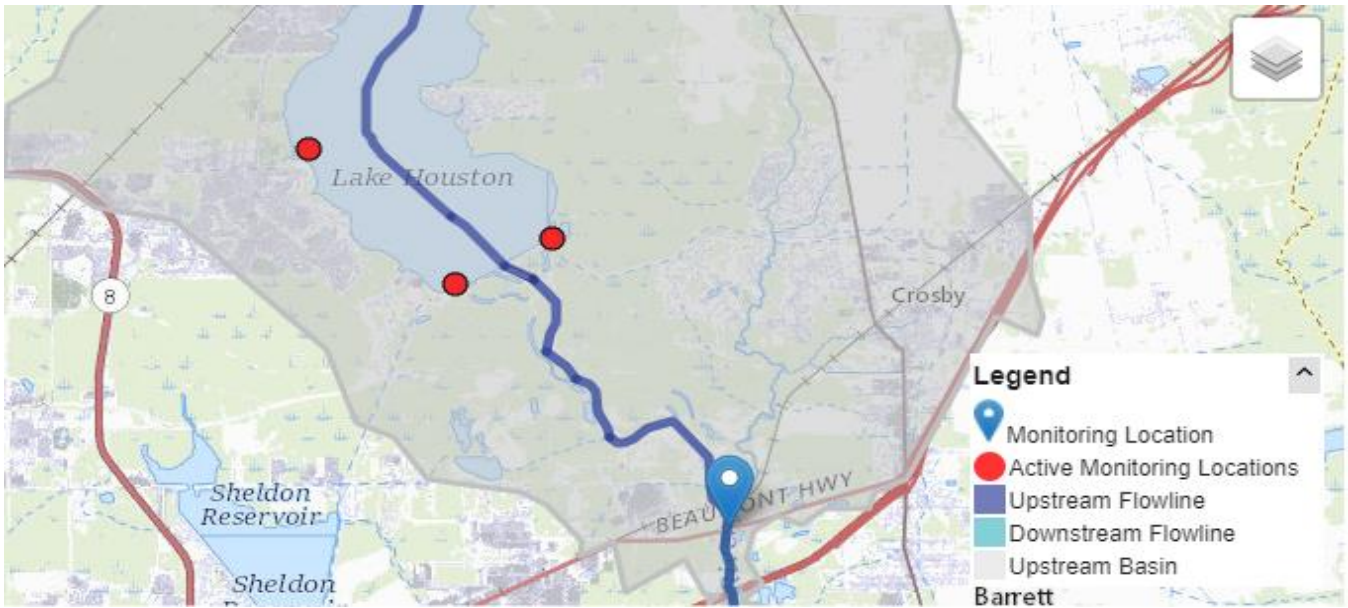 Lake Houston
8
Crosby
Sheldon
Reservoir
Sheldon
BEAUMONT HWY
Legend
Monitoring Location
Active Monitoring Locations
Upstream Flowline
Downstream Flowline
Upstream Basin
Barrett